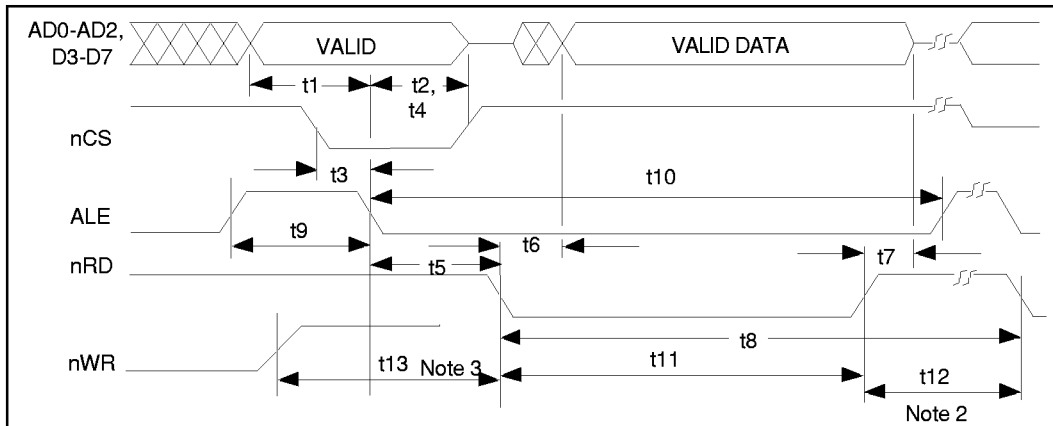 AD0-AD2,
D3-D7
VALID
VALID DATA
t1
t2,
t4
nCS
t3
t10
ALE
t9
t6
t7
t5
nRD
t8
nWR
t13
Note 3
t11
t12
Note 2